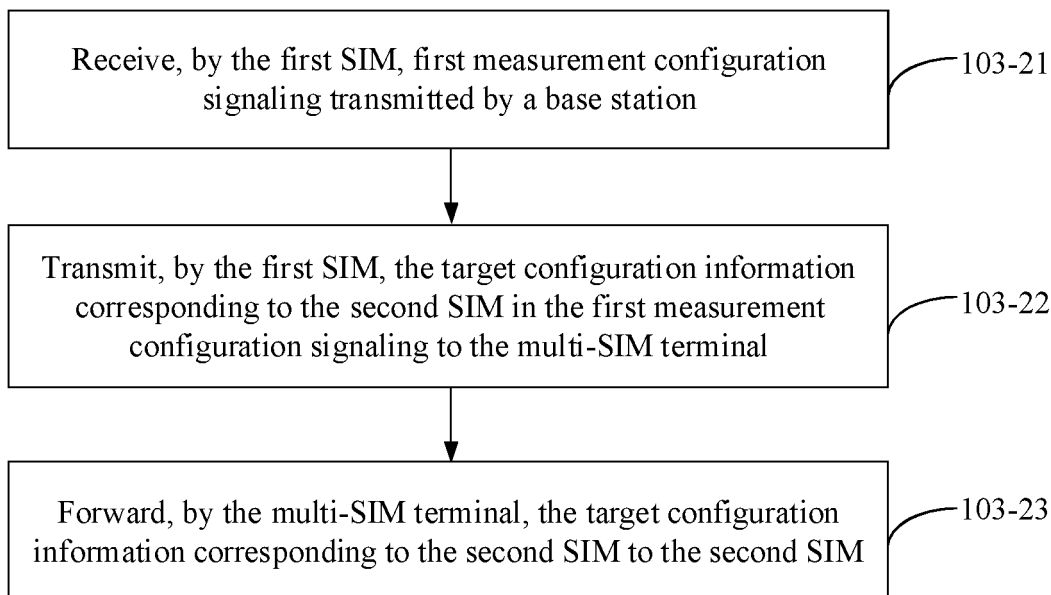 Receive, by the first SIM, first measurement configuration
signaling transmitted by a base station
103-21
Transmit, by the first SIM, the target configuration information
corresponding to the second SIM in the first measurement
configuration signaling to the multi-SIM terminal
103-22
Forward, by the multi-SIM terminal, the target configuration
information corresponding to the second SIM to the second SIM
103-23